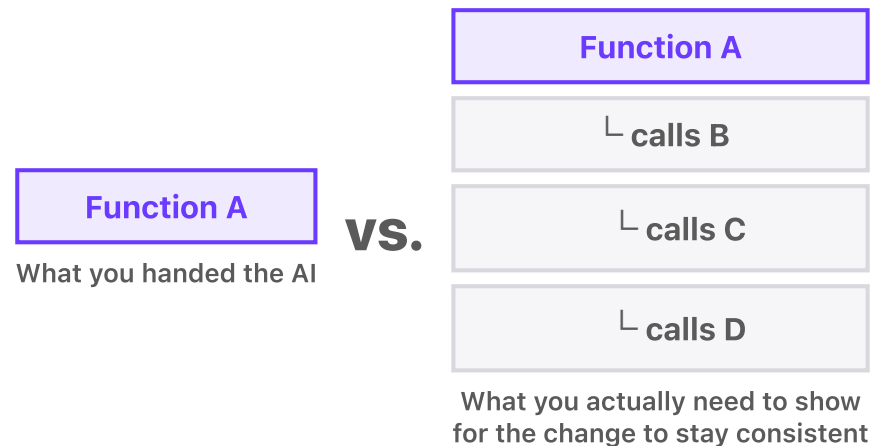 Function A
What you handed the AI
vs.
Function A
└ calls B
└ calls C
└ calls D
What you actually need to show
for the change to stay consistent